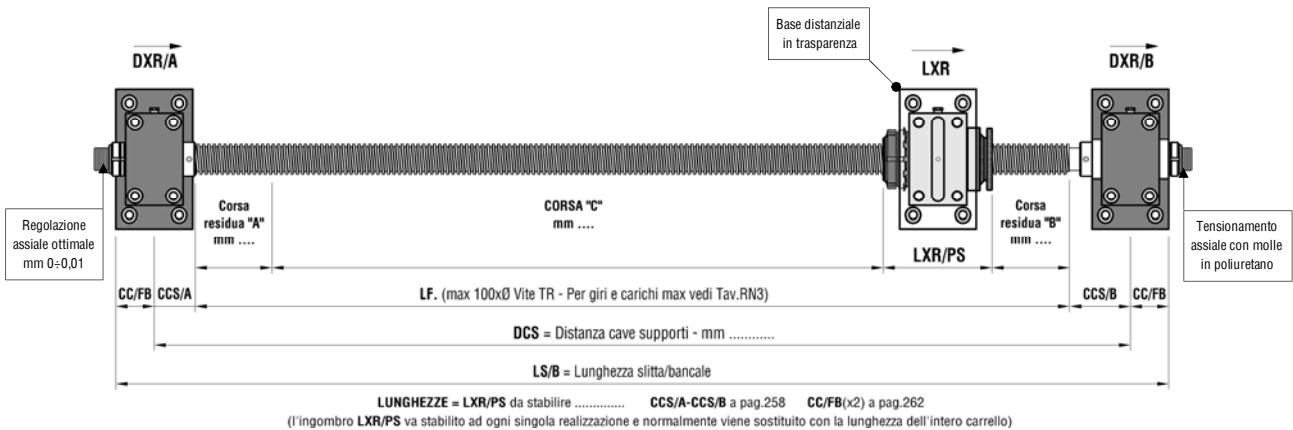 Base distanziale
in trasparenza
DXR/A
LXR
DXR/B
Regolazione
assiale ottimale
mm 0÷0,01
Corsa
residua "A"
mm ....
CORSA "C"
mm ....
Corsa
residua "B"
mm ....
Tensionamento
assiale con molle
in poliuretano
LXR/PS
CC/FB
CCS/A
LF. (max 100xØ Vite TR - Per giri e carichi max vedi Tav.RN3)
CCS/B
CC/FB
DCS = Distanza cave supporti - mm ............
LS/B = Lunghezza slitta/bancale
LUNGHEZZE = LXR/PS da stabilire .............. CCS/A-CCS/B a pag.258 CC/FB(x2) a pag.262
(l'ingombro LXR/PS va stabilito ad ogni singola realizzazione e normalmente viene sostituito con la lunghezza dell'intero carrello)